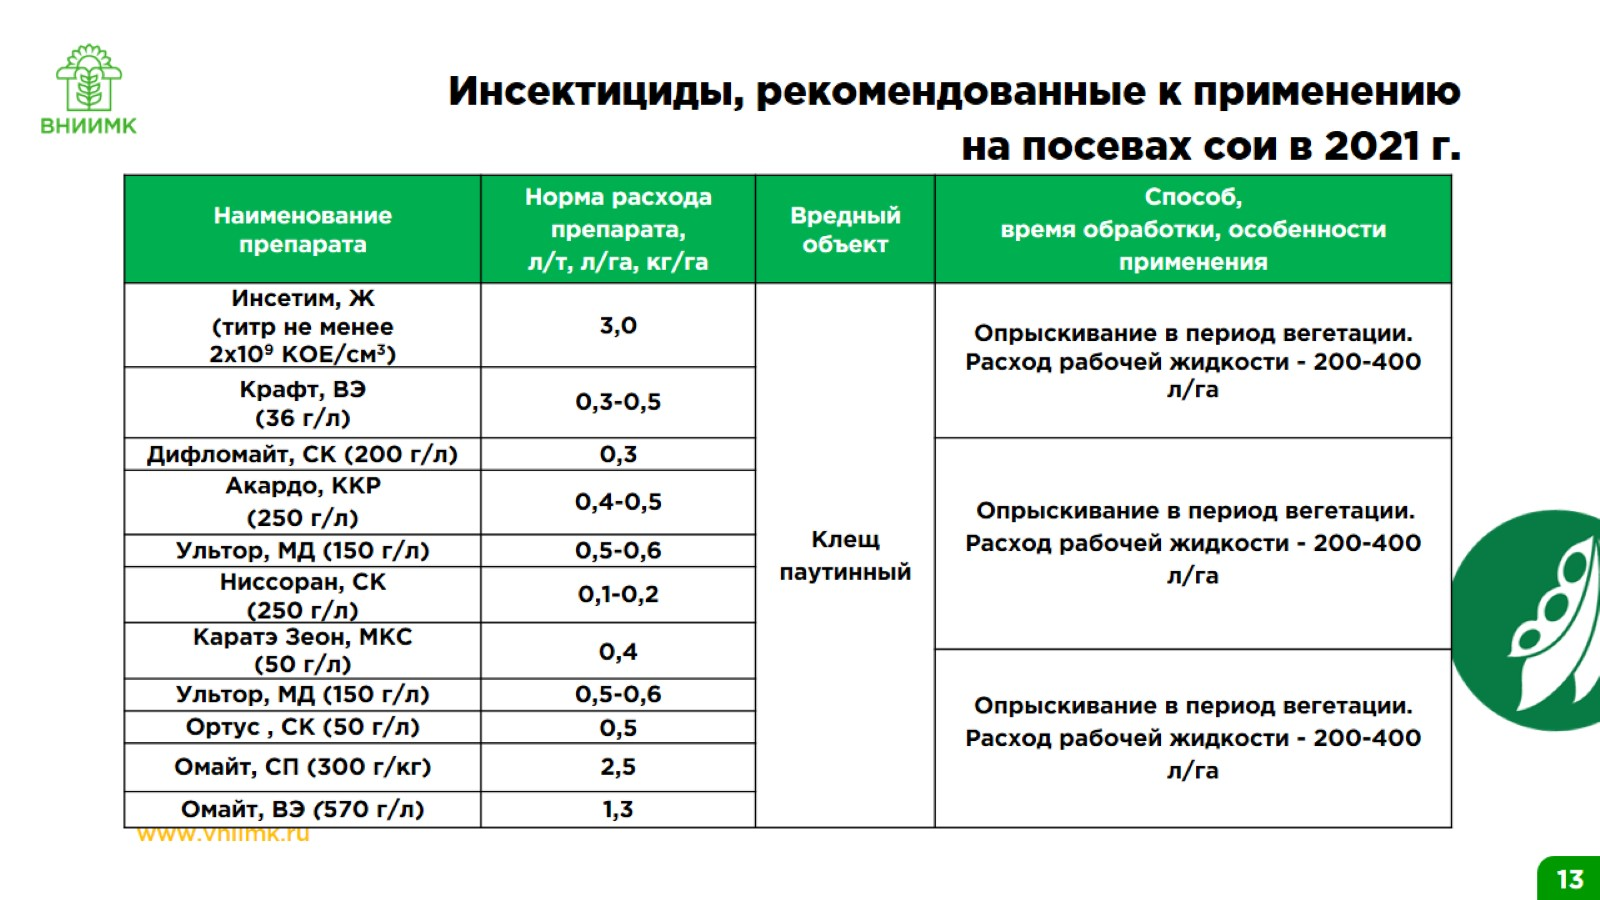 ВНИИМК
Инсектициды, рекомендованные к применению
на посевах сои в 2021 г.
Наименование
препарата
Норма расхода
препарата,
л/т, л/га, кг/га
Вредный
объект
Способ,
время обработки, особенности
применения
Инсетим, Ж
(титр не менее
2х10⁹ КОЕ/см³)
3,0
Крафт, ВЭ
(36 г/л)
0,3-0,5
Опрыскивание в период вегетации.
Расход рабочей жидкости - 200-400
л/га
Дифломайт, СК (200 г/л)
0,3
Акардо, ККР
(250 г/л)
0,4-0,5
Ультор, МД (150 г/л)
0,5-0,6
Ниссоран, СК
(250 г/л)
0,1-0,2
Клещ
паутинный
Опрыскивание в период вегетации.
Расход рабочей жидкости - 200-400
л/га
Каратэ Зеон, МКС
(50 г/л)
0,4
Ультор, МД (150 г/л)
0,5-0,6
Ортус , СК (50 г/л)
0,5
Омайт, СП (300 г/кг)
2,5
Омайт, ВЭ (570 г/л)
1,3
Опрыскивание в период вегетации.
Расход рабочей жидкости - 200-400
л/га
www.vniimk.ru
13